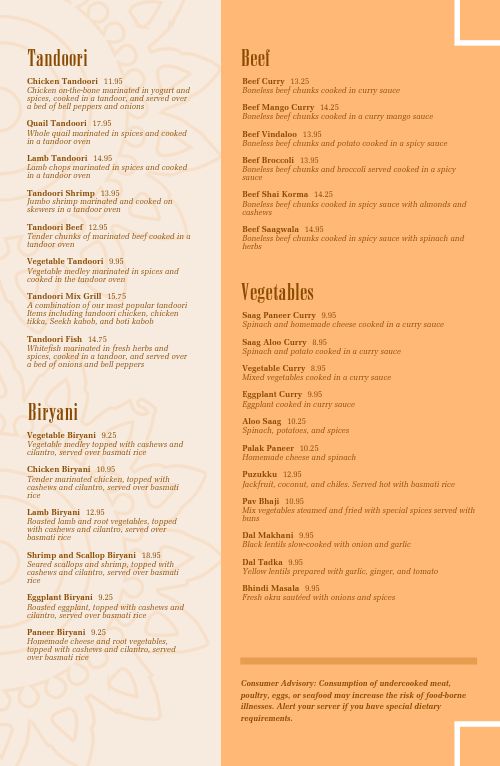 Tandoori
Chicken Tandoori 11.95
Chicken on-the-bone marinated in yogurt and
spices, cooked in a tandoor, and served over
a bed of bell peppers and onions
Quail Tandoori 17.95
Whole quail marinated in spices and cooked
in a tandoor oven
Lamb Tandoori 14.95
Lamb chops marinated in spices and cooked
in a tandoor oven
Tandoori Shrimp 13.95
Jumbo shrimp marinated and cooked on
skewers in a tandoor oven
Tandoori Beef 12.95
Tender chunks of marinated beef cooked in a
tandoor oven
Vegetable Tandoori 9.95
Vegetable medley marinated in spices and
cooked in the tandoor oven
Tandoori Mix Grill 15.75
A combination of our most popular tandoori
Items including tandoori chicken, chicken
tikka, Seekh kabob, and boti kabob
Tandoori Fish 14.75
Whitefish marinated in fresh herbs and
spices, cooked in a tandoor, and served over
a bed of onions and bell peppers
Biryani
Vegetable Biryani 9.25
Vegetable medley topped with cashews and
cilantro, served over basmati rice
Chicken Biryani 10.95
Tender marinated chicken, topped with
cashews and cilantro, served over basmati
rice
Lamb Biryani 12.95
Roasted lamb and root vegetables, topped
with cashews and cilantro, served over
basmati rice
Shrimp and Scallop Biryani 18.95
Seared scallops and shrimp, topped with
cashews and cilantro, served over basmati
rice
Eggplant Biryani 9.25
Roasted eggplant, topped with cashews and
cilantro, served over basmati rice
Paneer Biryani 9.25
Homemade cheese and root vegetables,
topped with cashews and cilantro, served
over basmati rice
Beef
Beef Curry 13.25
Boneless beef chunks cooked in curry sauce
Beef Mango Curry 14.25
Boneless beef chunks cooked in a curry mango sauce
Beef Vindaloo 13.95
Boneless beef chunks and potato cooked in a spicy sauce
Beef Broccoli 13.95
Boneless beef chunks and broccoli served cooked in a spicy
sauce
Beef Shai Korma 14.25
Boneless beef chunks cooked in spicy sauce with almonds and
cashews
Beef Saagwala 14.95
Boneless beef chunks cooked in spicy sauce with spinach and
herbs
Vegetables
Saag Paneer Curry 9.95
Spinach and homemade cheese cooked in a curry sauce
Saag Aloo Curry 8.95
Spinach and potato cooked in a curry sauce
Vegetable Curry 8.95
Mixed vegetables cooked in a curry sauce
Eggplant Curry 9.95
Eggplant cooked in curry sauce
Aloo Saag 10.25
Spinach, potatoes, and spices
Palak Paneer 10.25
Homemade cheese and spinach
Puzukku 12.95
Jackfruit, coconut, and chiles. Served hot with basmati rice
Pav Bhaji 10.95
Mix vegetables steamed and fried with special spices served with
buns
Dal Makhani 9.95
Black lentils slow-cooked with onion and garlic
Dal Tadka 9.95
Yellow lentils prepared with garlic, ginger, and tomato
Bhindi Masala 9.95
Fresh okra sautéed with onions and spices
Consumer Advisory: Consumption of undercooked meat,
poultry, eggs, or seafood may increase the risk of food-borne
illnesses. Alert your server if you have special dietary
requirements.